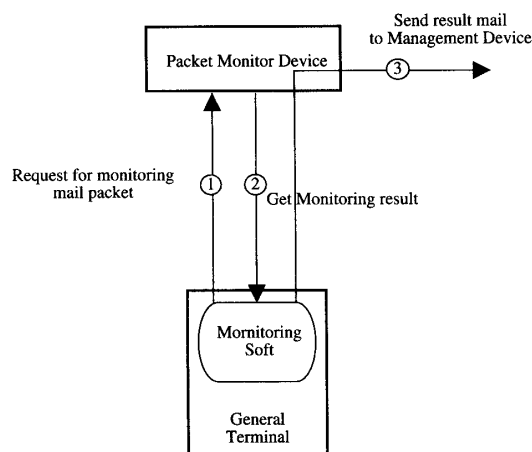 Send result mail
to Management Device
Packet Monitor Device
3
Request for monitoring
mail packet
1
2
Get Monitoring result
Mornitoring
Soft
General
Terminal